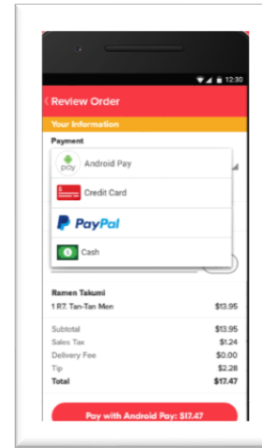 12:30
Review Order
Your Information
Payment
pay Android Pay
Credit Card
PayPal
Cash
Ramen Takumi
1 R7. Tan-Tan Men $13.95
Subtotal $13.95
Sales Tax $1.24
Delivery Fee $0.00
Tip $2.28
Total $17.47
Pay with Android Pay: $17.47